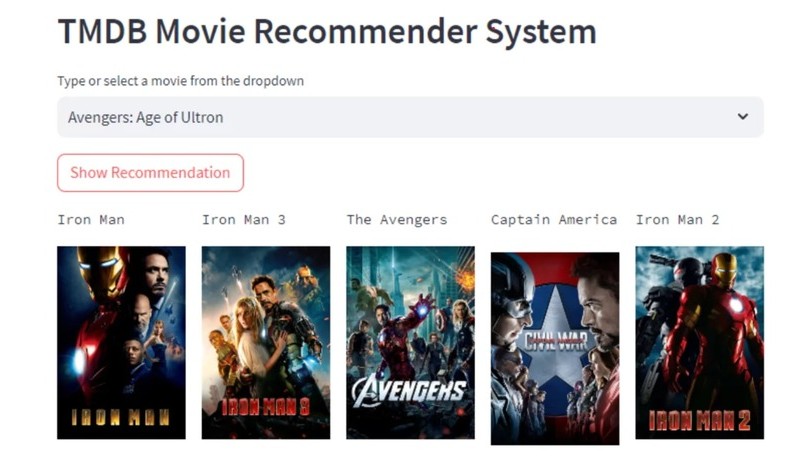 TMDB Movie Recommender System
Type or select a movie from the dropdown
Avengers: Age of Ultron
Show Recommendation
Iron Man
Iron Man 3
The Avengers
Captain America
Iron Man 2
IRON MAN
IRON MAN 3
AVENGERS
CIVIL WAR
IRON MAN 2